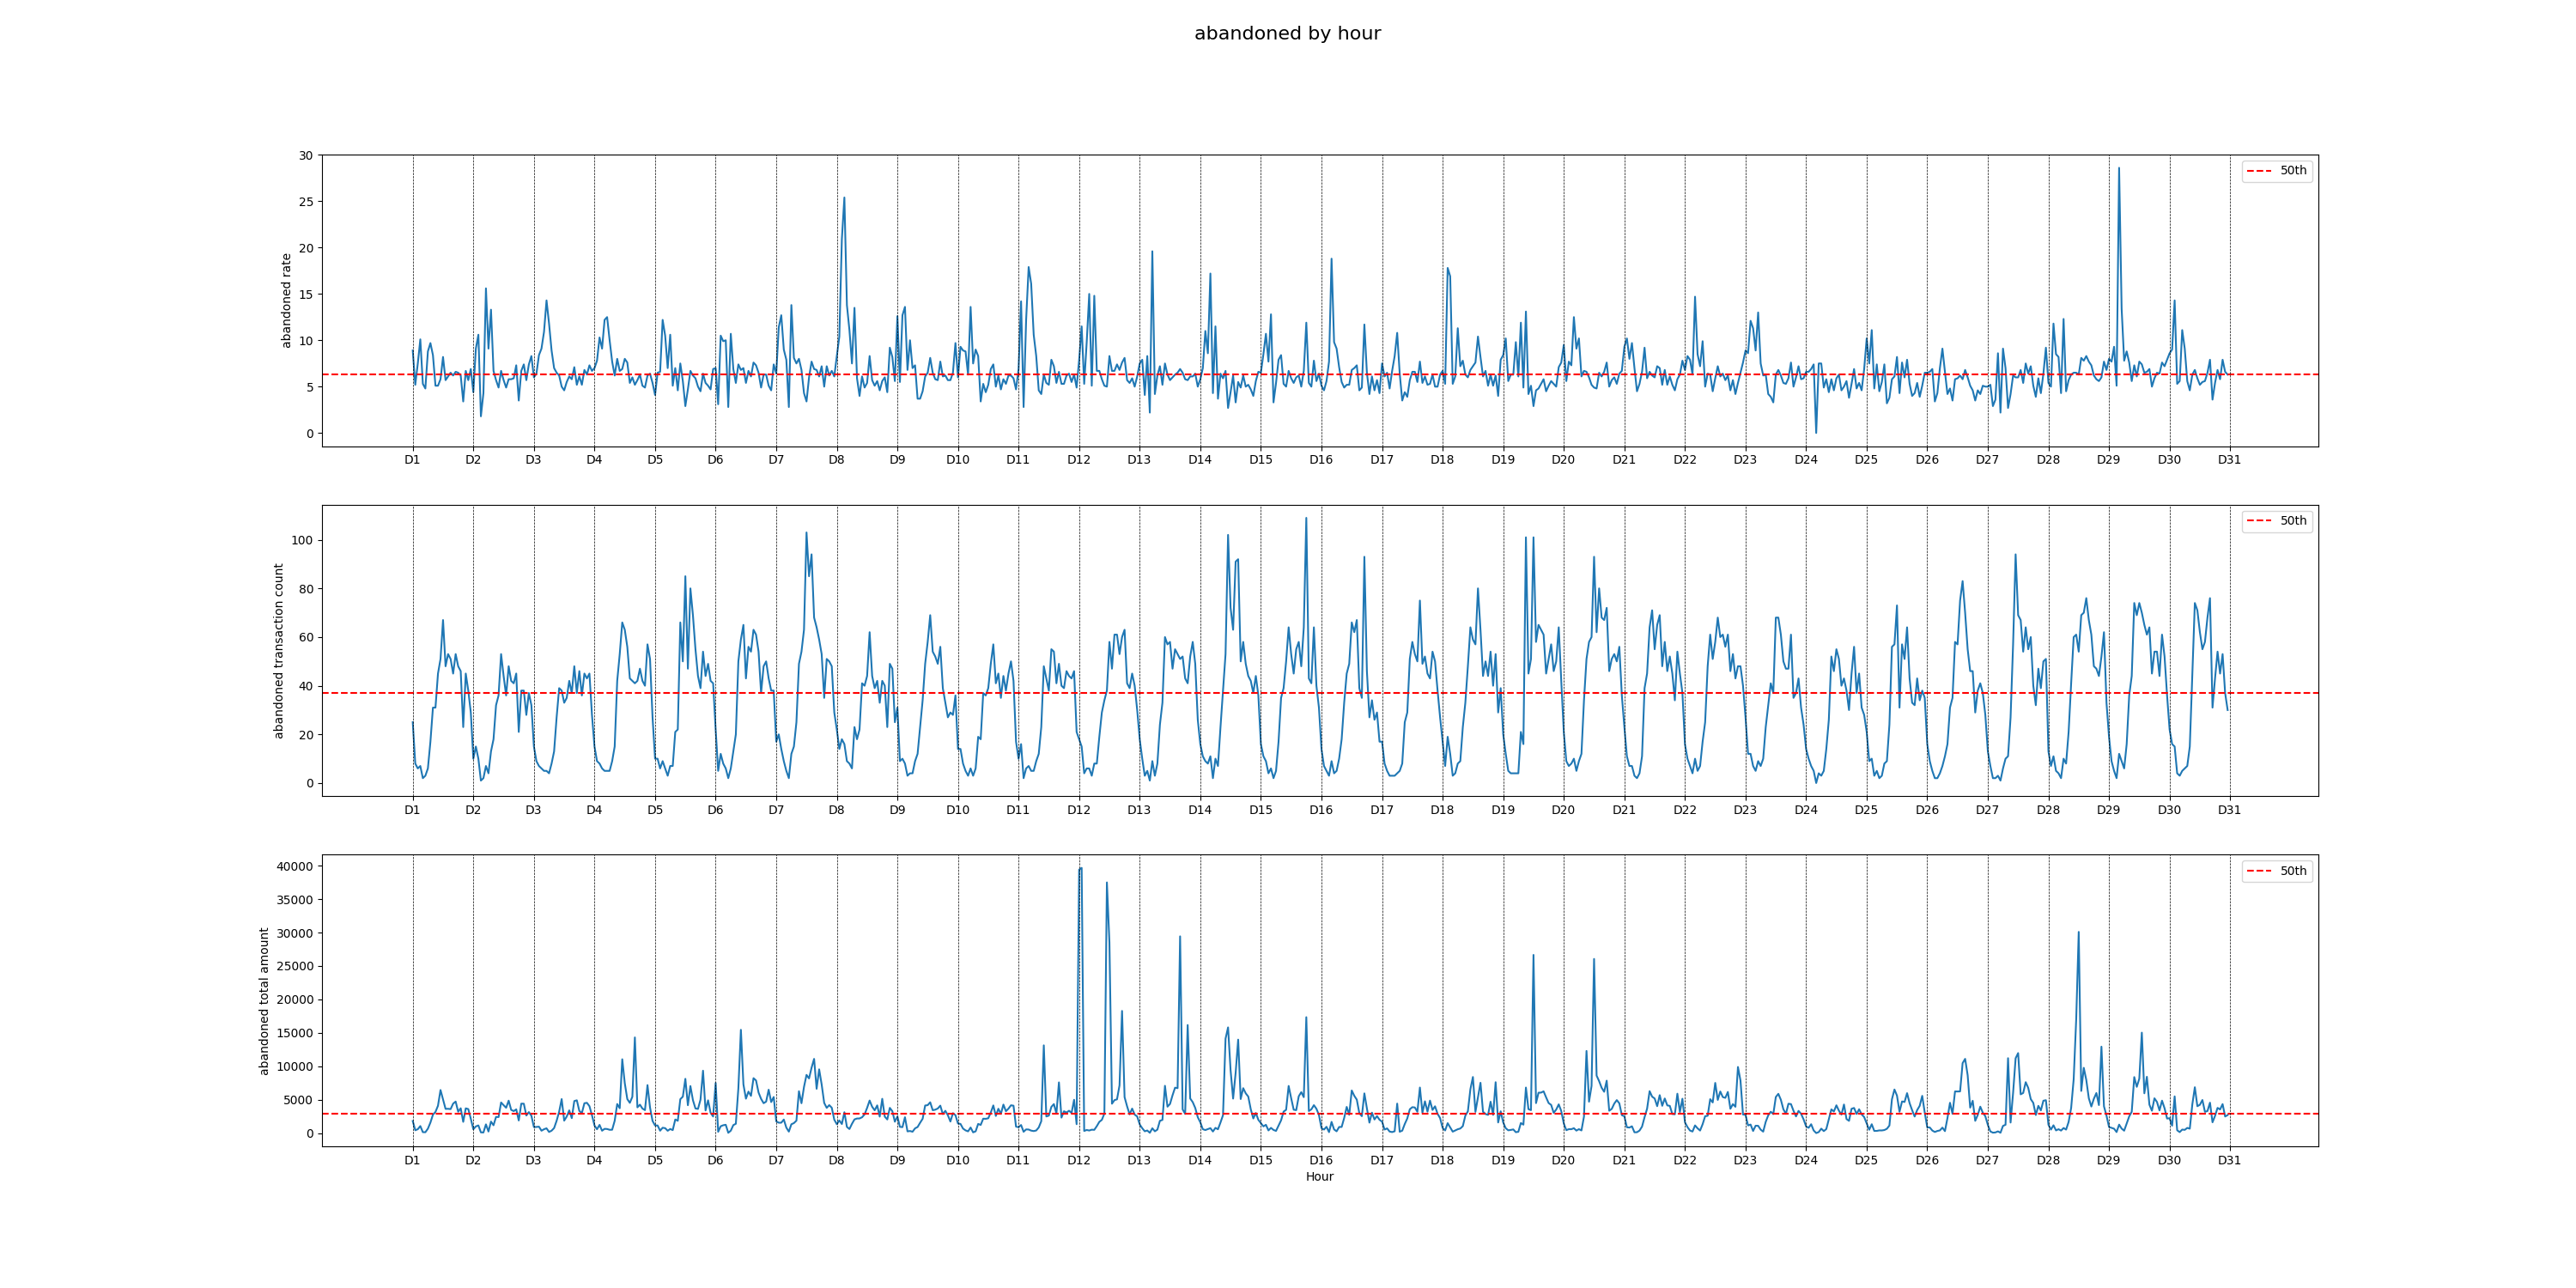 abandoned by hour
30
25
20
15
10
5
0
abandoned rate
50th
D1 D2 D3 D4 D5 D6 D7 D8 D9 D10 D11 D12 D13 D14 D15 D16 D17 D18 D19 D20 D21 D22 D23 D24 D25 D26 D27 D28 D29 D30 D31
100
80
60
40
20
0
abandoned transaction count
50th
D1 D2 D3 D4 D5 D6 D7 D8 D9 D10 D11 D12 D13 D14 D15 D16 D17 D18 D19 D20 D21 D22 D23 D24 D25 D26 D27 D28 D29 D30 D31
40000
35000
30000
25000
20000
15000
10000
5000
0
abandoned total amount
50th
D1 D2 D3 D4 D5 D6 D7 D8 D9 D10 D11 D12 D13 D14 D15 D16 D17 D18 D19 D20 D21 D22 D23 D24 D25 D26 D27 D28 D29 D30 D31
Hour